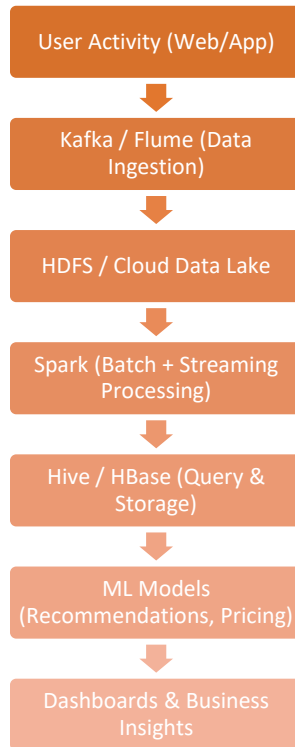 User Activity (Web/App)
Kafka / Flume (Data
Ingestion)
HDFS / Cloud Data Lake
Spark (Batch + Streaming
Processing)
Hive / HBase (Query &
Storage)
ML Models
(Recommendations, Pricing)
Dashboards & Business
Insights